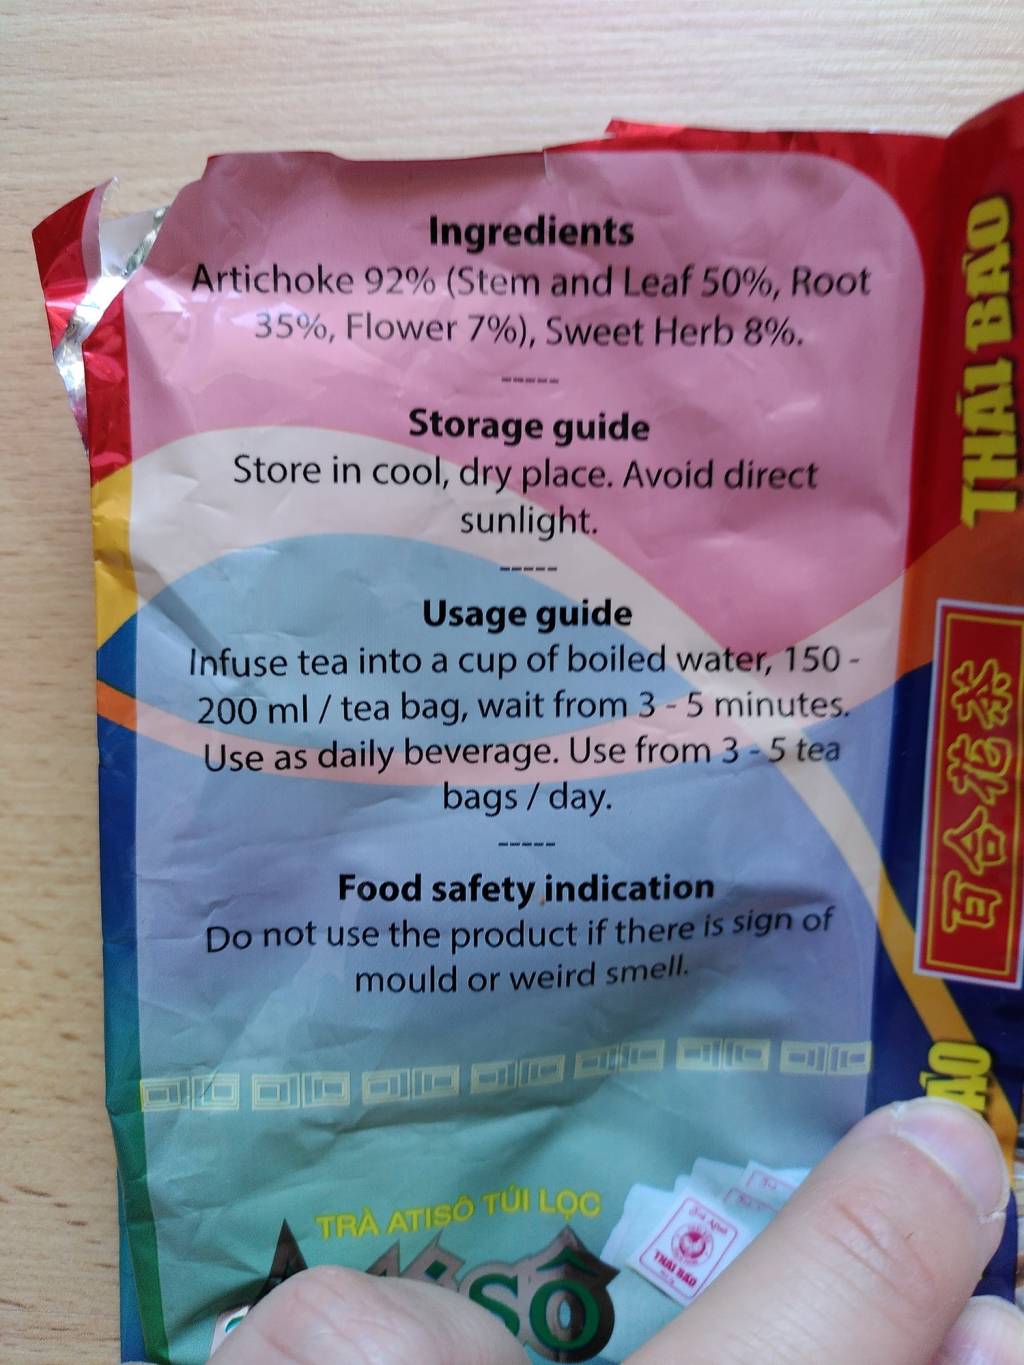 Ingredients
Artichoke 92% (Stem and Leaf 50%, Root
35%, Flower 7%), Sweet Herb 8%.
-----
Storage guide
Store in cool, dry place. Avoid direct
sunlight.
-----
Usage guide
Infuse tea into a cup of boiled water, 150 -
200 ml / tea bag, wait from 3 - 5 minutes.
Use as daily beverage. Use from 3 - 5 tea
bags / day.
-----
Food safety indication
Do not use the product if there is sign of
mould or weird smell.
TRÀ ATISÔ TÚI LỌC
THÁI BẢO
THÁI BẢO
百合花茶